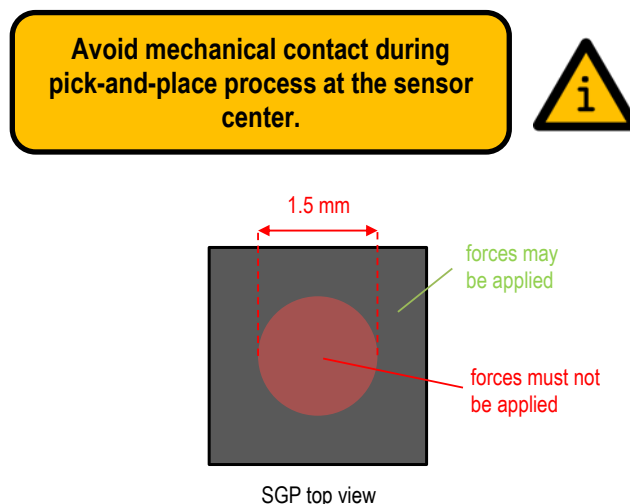 Avoid mechanical contact during
pick-and-place process at the sensor
center.
i
1.5 mm
forces may
be applied
forces must not
be applied
SGP top view